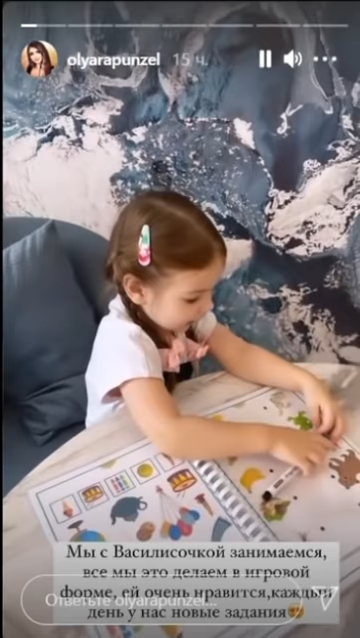 olyarapunzel 15 ч.
Мы с Василисочкой занимаемся,
все мы это делаем в игровой
форме, ей очень нравится,каждый
Ответьте olyarapunzel...
день у нас новые задания😍